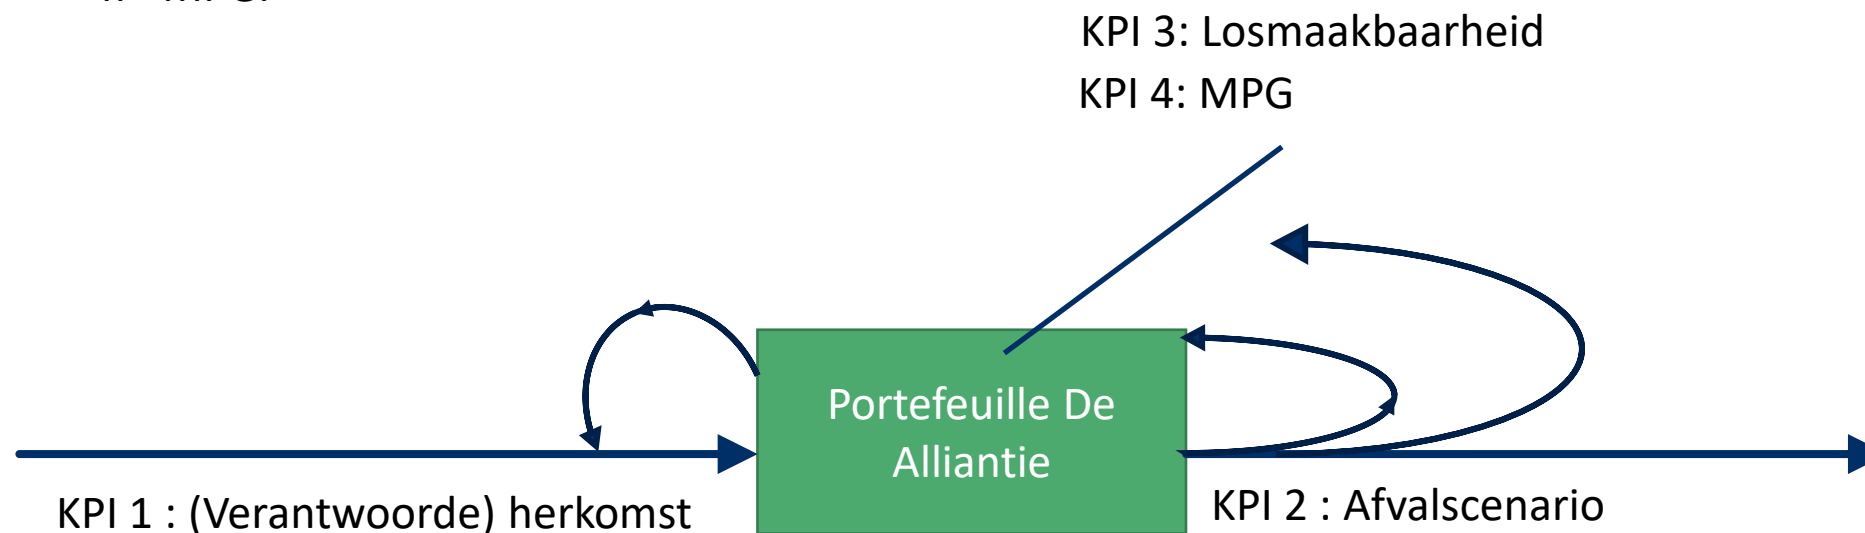 KPI 3: Losmaakbaarheid
KPI 4: MPG
Portefeuille De
Alliantie
KPI 1 : (Verantwoorde) herkomst
KPI 2 : Afvalscenario